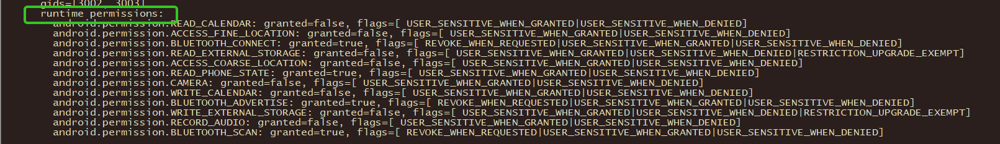 gids=[3002, 3003]
runtime permissions:
android.permission.READ_CALENDAR: granted=false, flags=[ USER_SENSITIVE_WHEN_GRANTED|USER_SENSITIVE_WHEN_DENIED]
android.permission.ACCESS_FINE_LOCATION: granted=false, flags=[ USER_SENSITIVE_WHEN_GRANTED|USER_SENSITIVE_WHEN_DENIED]
android.permission.BLUETOOTH_CONNECT: granted=true, flags=[ REVOKE_WHEN_REQUESTED|USER_SENSITIVE_WHEN_GRANTED|USER_SENSITIVE_WHEN_DENIED]
android.permission.READ_EXTERNAL_STORAGE: granted=false, flags=[ USER_SENSITIVE_WHEN_GRANTED|USER_SENSITIVE_WHEN_DENIED|RESTRICTION_UPGRADE_EXEMPT]
android.permission.ACCESS_COARSE_LOCATION: granted=false, flags=[ USER_SENSITIVE_WHEN_GRANTED|USER_SENSITIVE_WHEN_DENIED]
android.permission.READ_PHONE_STATE: granted=true, flags=[ USER_SENSITIVE_WHEN_GRANTED|USER_SENSITIVE_WHEN_DENIED]
android.permission.CAMERA: granted=false, flags=[ USER_SENSITIVE_WHEN_GRANTED|USER_SENSITIVE_WHEN_DENIED]
android.permission.WRITE_CALENDAR: granted=false, flags=[ USER_SENSITIVE_WHEN_GRANTED|USER_SENSITIVE_WHEN_DENIED]
android.permission.BLUETOOTH_ADVERTISE: granted=true, flags=[ REVOKE_WHEN_REQUESTED|USER_SENSITIVE_WHEN_GRANTED|USER_SENSITIVE_WHEN_DENIED]
android.permission.WRITE_EXTERNAL_STORAGE: granted=false, flags=[ USER_SENSITIVE_WHEN_GRANTED|USER_SENSITIVE_WHEN_DENIED|RESTRICTION_UPGRADE_EXEMPT]
android.permission.RECORD_AUDIO: granted=false, flags=[ USER_SENSITIVE_WHEN_GRANTED|USER_SENSITIVE_WHEN_DENIED]
android.permission.BLUETOOTH_SCAN: granted=true, flags=[ REVOKE_WHEN_REQUESTED|USER_SENSITIVE_WHEN_GRANTED|USER_SENSITIVE_WHEN_DENIED]